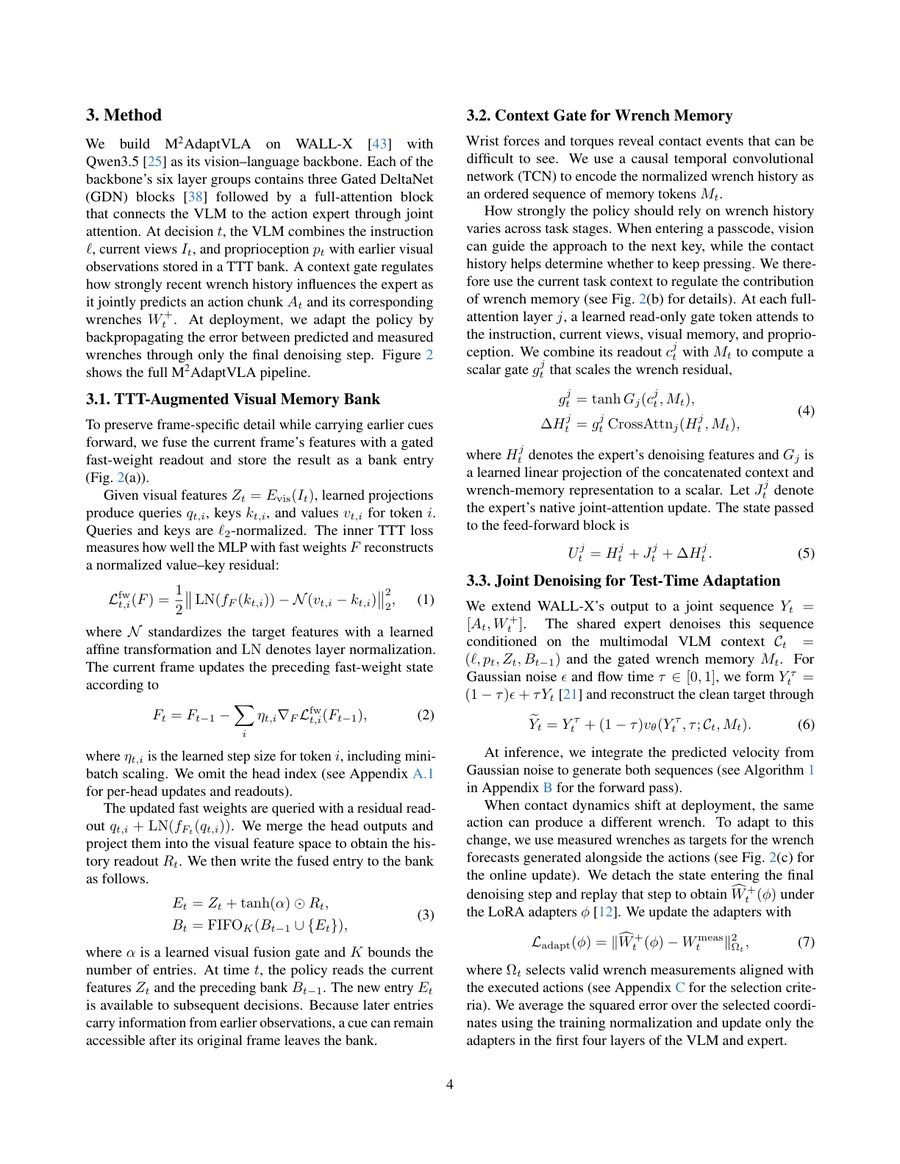 3. Method
We build M²AdaptVLA on WALL-X [43] with
Qwen3.5 [25] as its vision–language backbone. Each of the
backbone's six layer groups contains three Gated DeltaNet
(GDN) blocks [38] followed by a full-attention block
that connects the VLM to the action expert through joint
attention. At decision t, the VLM combines the instruction
ℓ, current views I_t, and proprioception p_t with earlier visual
observations stored in a TTT bank. A context gate regulates
how strongly recent wrench history influences the expert as
it jointly predicts an action chunk A_t and its corresponding
wrenches W_t^+. At deployment, we adapt the policy by
backpropagating the error between predicted and measured
wrenches through only the final denoising step. Figure 2
shows the full M²AdaptVLA pipeline.
3.1. TTT-Augmented Visual Memory Bank
To preserve frame-specific detail while carrying earlier cues
forward, we fuse the current frame's features with a gated
fast-weight readout and store the result as a bank entry
(Fig. 2(a)).
Given visual features Z_t = E_vis(I_t), learned projections
produce queries q_{t,i}, keys k_{t,i}, and values v_{t,i} for token i.
Queries and keys are ℓ₂-normalized. The inner TTT loss
measures how well the MLP with fast weights F reconstructs
a normalized value–key residual:
L_{t,i}^{fw}(F) = 1/2 ‖ LN(f_F(k_{t,i})) − N(v_{t,i} − k_{t,i}) ‖_2^2, (1)
where N standardizes the target features with a learned
affine transformation and LN denotes layer normalization.
The current frame updates the preceding fast-weight state
according to
F_t = F_{t−1} − ∑_i η_{t,i} ∇_F L_{t,i}^{fw}(F_{t−1}), (2)
where η_{t,i} is the learned step size for token i, including mini-
batch scaling. We omit the head index (see Appendix A.1
for per-head updates and readouts).
The updated fast weights are queried with a residual read-
out q_{t,i} + LN(f_{F_t}(q_{t,i})). We merge the head outputs and
project them into the visual feature space to obtain the his-
tory readout R_t. We then write the fused entry to the bank
as follows.
E_t = Z_t + tanh(α) ⊙ R_t,
B_t = FIFO_K(B_{t−1} ∪ {E_t}), (3)
where α is a learned visual fusion gate and K bounds the
number of entries. At time t, the policy reads the current
features Z_t and the preceding bank B_{t−1}. The new entry E_t
is available to subsequent decisions. Because later entries
carry information from earlier observations, a cue can remain
accessible after its original frame leaves the bank.
3.2. Context Gate for Wrench Memory
Wrist forces and torques reveal contact events that can be
difficult to see. We use a causal temporal convolutional
network (TCN) to encode the normalized wrench history as
an ordered sequence of memory tokens M_t.
How strongly the policy should rely on wrench history
varies across task stages. When entering a passcode, vision
can guide the approach to the next key, while the contact
history helps determine whether to keep pressing. We there-
fore use the current task context to regulate the contribution
of wrench memory (see Fig. 2(b) for details). At each full-
attention layer j, a learned read-only gate token attends to
the instruction, current views, visual memory, and proprio-
ception. We combine its readout c_t^j with M_t to compute a
scalar gate g_t^j that scales the wrench residual,
g_t^j = tanh G_j(c_t^j, M_t),
ΔH_t^j = g_t^j CrossAttn_j(H_t^j, M_t), (4)
where H_t^j denotes the expert's denoising features and G_j is
a learned linear projection of the concatenated context and
wrench-memory representation to a scalar. Let J_t^j denote
the expert's native joint-attention update. The state passed
to the feed-forward block is
U_t^j = H_t^j + J_t^j + ΔH_t^j. (5)
3.3. Joint Denoising for Test-Time Adaptation
We extend WALL-X's output to a joint sequence Y_t =
[A_t, W_t^+]. The shared expert denoises this sequence
conditioned on the multimodal VLM context C_t =
(ℓ, p_t, Z_t, B_{t−1}) and the gated wrench memory M_t. For
Gaussian noise ϵ and flow time τ ∈ [0, 1], we form Y_t^τ =
(1 − τ)ϵ + τY_t [21] and reconstruct the clean target through
Ỹ_t = Y_t^τ + (1 − τ)v_θ(Y_t^τ, τ; C_t, M_t). (6)
At inference, we integrate the predicted velocity from
Gaussian noise to generate both sequences (see Algorithm 1
in Appendix B for the forward pass).
When contact dynamics shift at deployment, the same
action can produce a different wrench. To adapt to this
change, we use measured wrenches as targets for the wrench
forecasts generated alongside the actions (see Fig. 2(c) for
the online update). We detach the state entering the final
denoising step and replay that step to obtain Ŵ_t^+(ϕ) under
the LoRA adapters ϕ [12]. We update the adapters with
L_adapt(ϕ) = ‖Ŵ_t^+(ϕ) − W_t^meas‖_{Ω_t}^2, (7)
where Ω_t selects valid wrench measurements aligned with
the executed actions (see Appendix C for the selection crite-
ria). We average the squared error over the selected coordi-
nates using the training normalization and update only the
adapters in the first four layers of the VLM and expert.
4